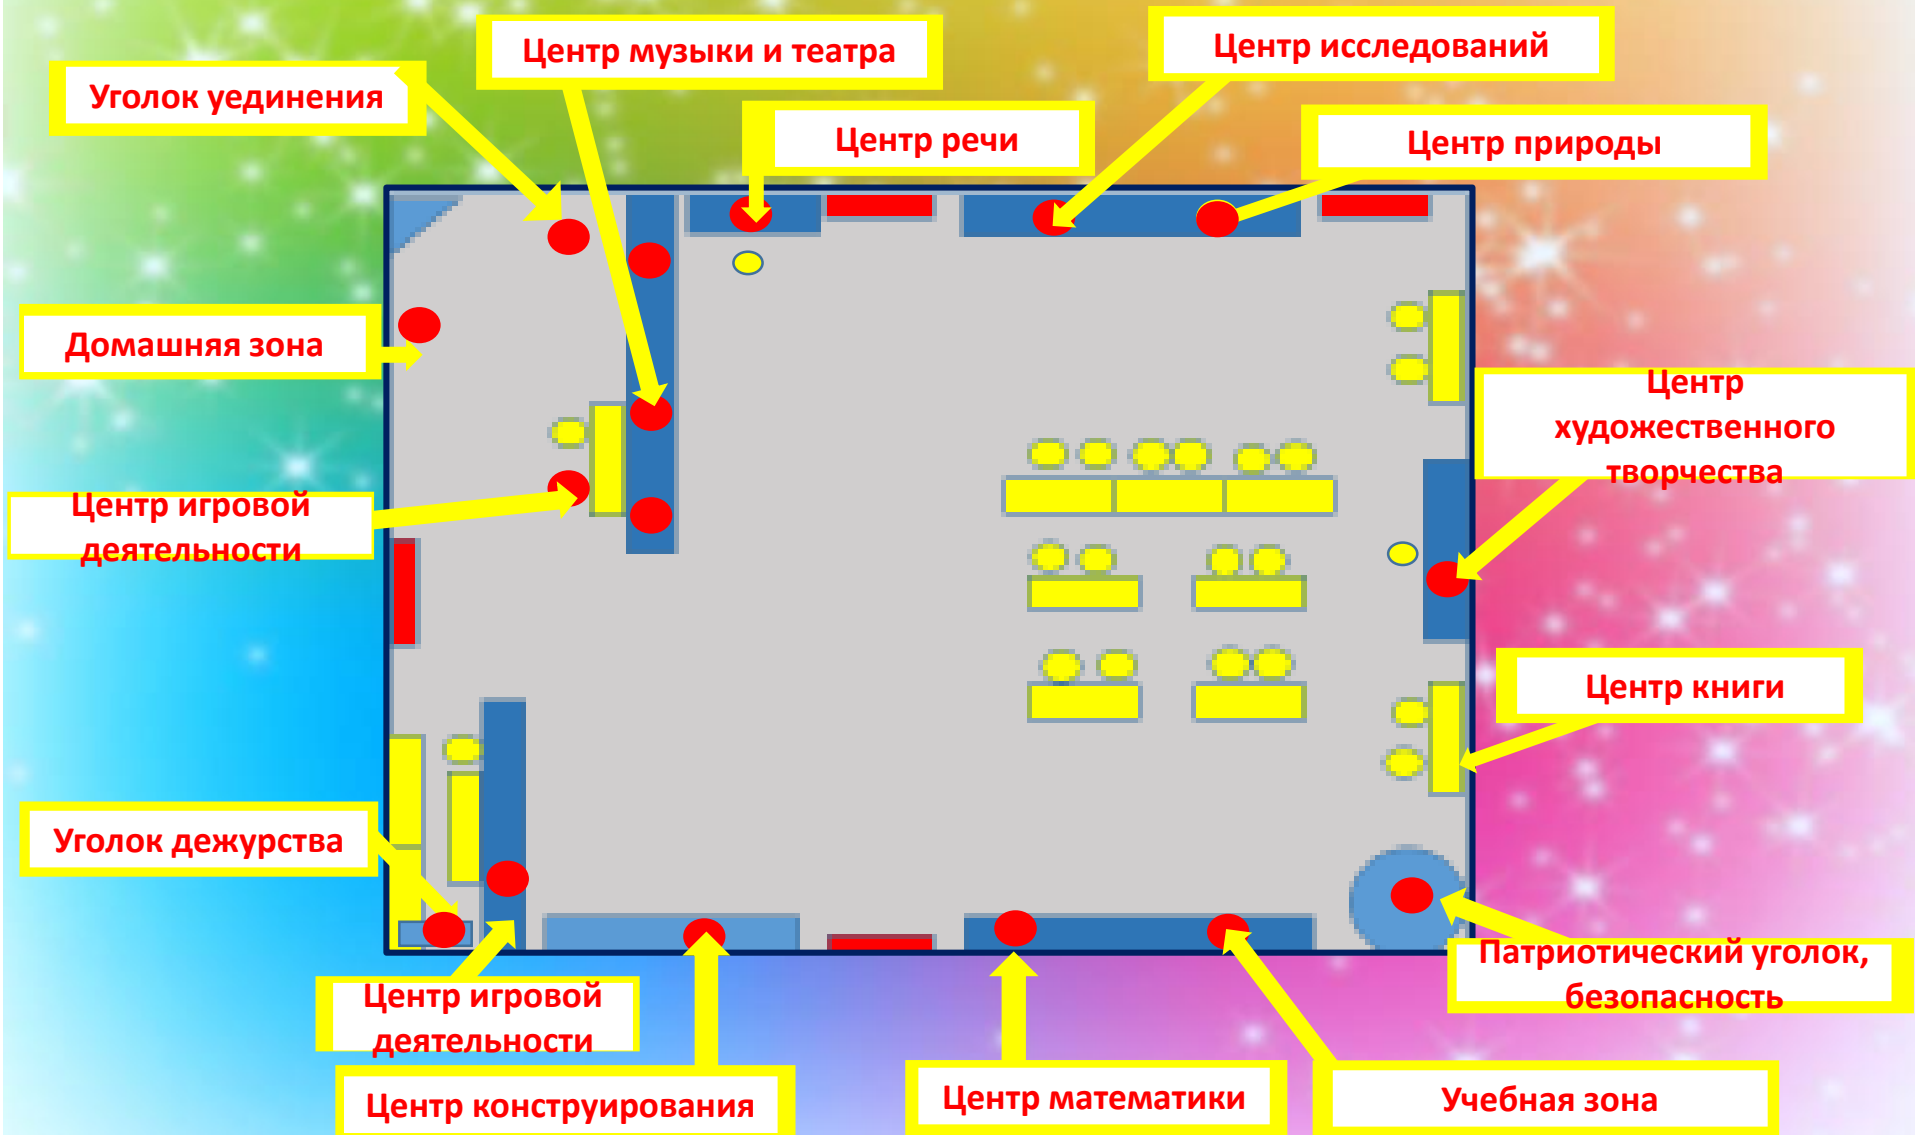 Центр музыки и театра
Центр исследований
Уголок уединения
Центр речи
Центр природы
Домашняя зона
Центр
художественного
творчества
Центр игровой
деятельности
Центр книги
Уголок дежурства
Патриотический уголок,
безопасность
Центр игровой
деятельности
Центр конструирования
Центр математики
Учебная зона